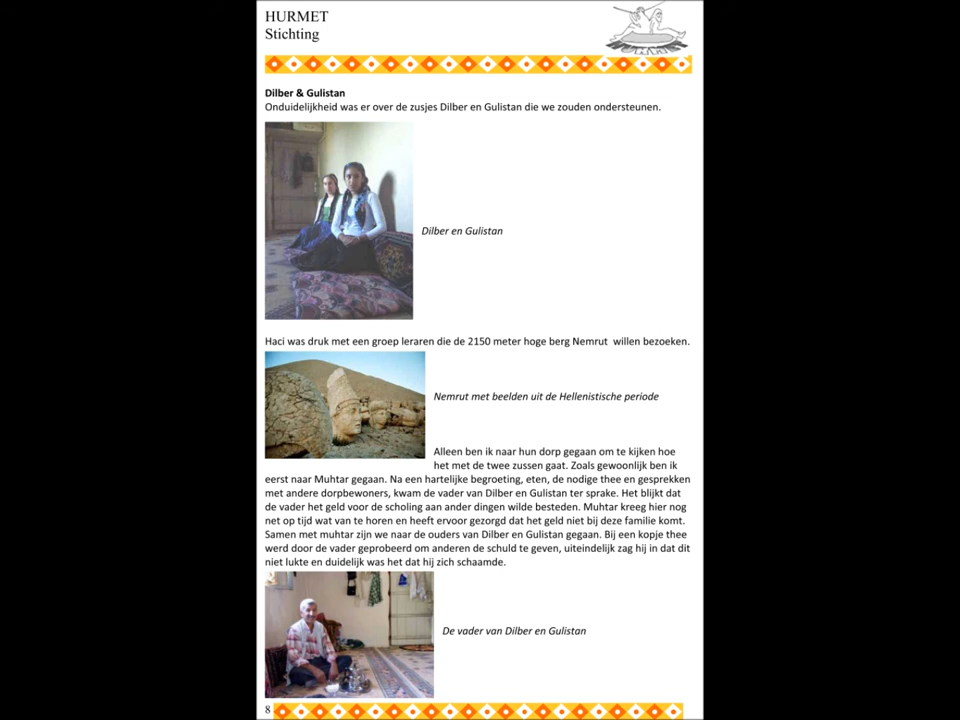 HURMET
Stichting
Dilber & Gulistan
Onduidelijkheid was er over de zusjes Dilber en Gulistan die we zouden ondersteunen.
Dilber en Gulistan
Haci was druk met een groep leraren die de 2150 meter hoge berg Nemrut willen bezoeken.
Nemrut met beelden uit de Hellenistische periode
Alleen ben ik naar hun dorp gegaan om te kijken hoe
het met de twee zussen gaat. Zoals gewoonlijk ben ik
eerst naar Muhtar gegaan. Na een hartelijke begroeting, eten, de nodige thee en gesprekken
met andere dorpbewoners, kwam de vader van Dilber en Gulistan ter sprake. Het blijkt dat
de vader het geld voor de scholing aan ander dingen wilde besteden. Muhtar kreeg hier nog
net op tijd wat van te horen en heeft ervoor gezorgd dat het geld niet bij deze familie komt.
Samen met muhtar zijn we naar de ouders van Dilber en Gulistan gegaan. Bij een kopje thee
werd door de vader geprobeerd om anderen de schuld te geven, uiteindelijk zag hij in dat dit
niet lukte en duidelijk was het dat hij zich schaamde.
De vader van Dilber en Gulistan
8